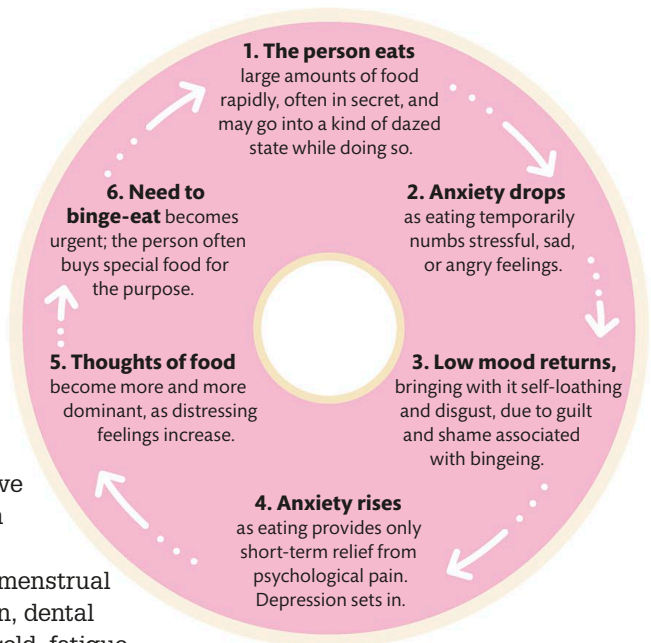 1. The person eats
large amounts of food
rapidly, often in secret, and
may go into a kind of dazed
state while doing so.
2. Anxiety drops
as eating temporarily
numbs stressful, sad,
or angry feelings.
3. Low mood returns,
bringing with it self-loathing
and disgust, due to guilt
and shame associated
with bingeing.
4. Anxiety rises
as eating provides only
short-term relief from
psychological pain.
Depression sets in.
5. Thoughts of food
become more and more
dominant, as distressing
feelings increase.
6. Need to
binge-eat becomes
urgent; the person often
buys special food for
the purpose.
menstrual
dental
fatigue